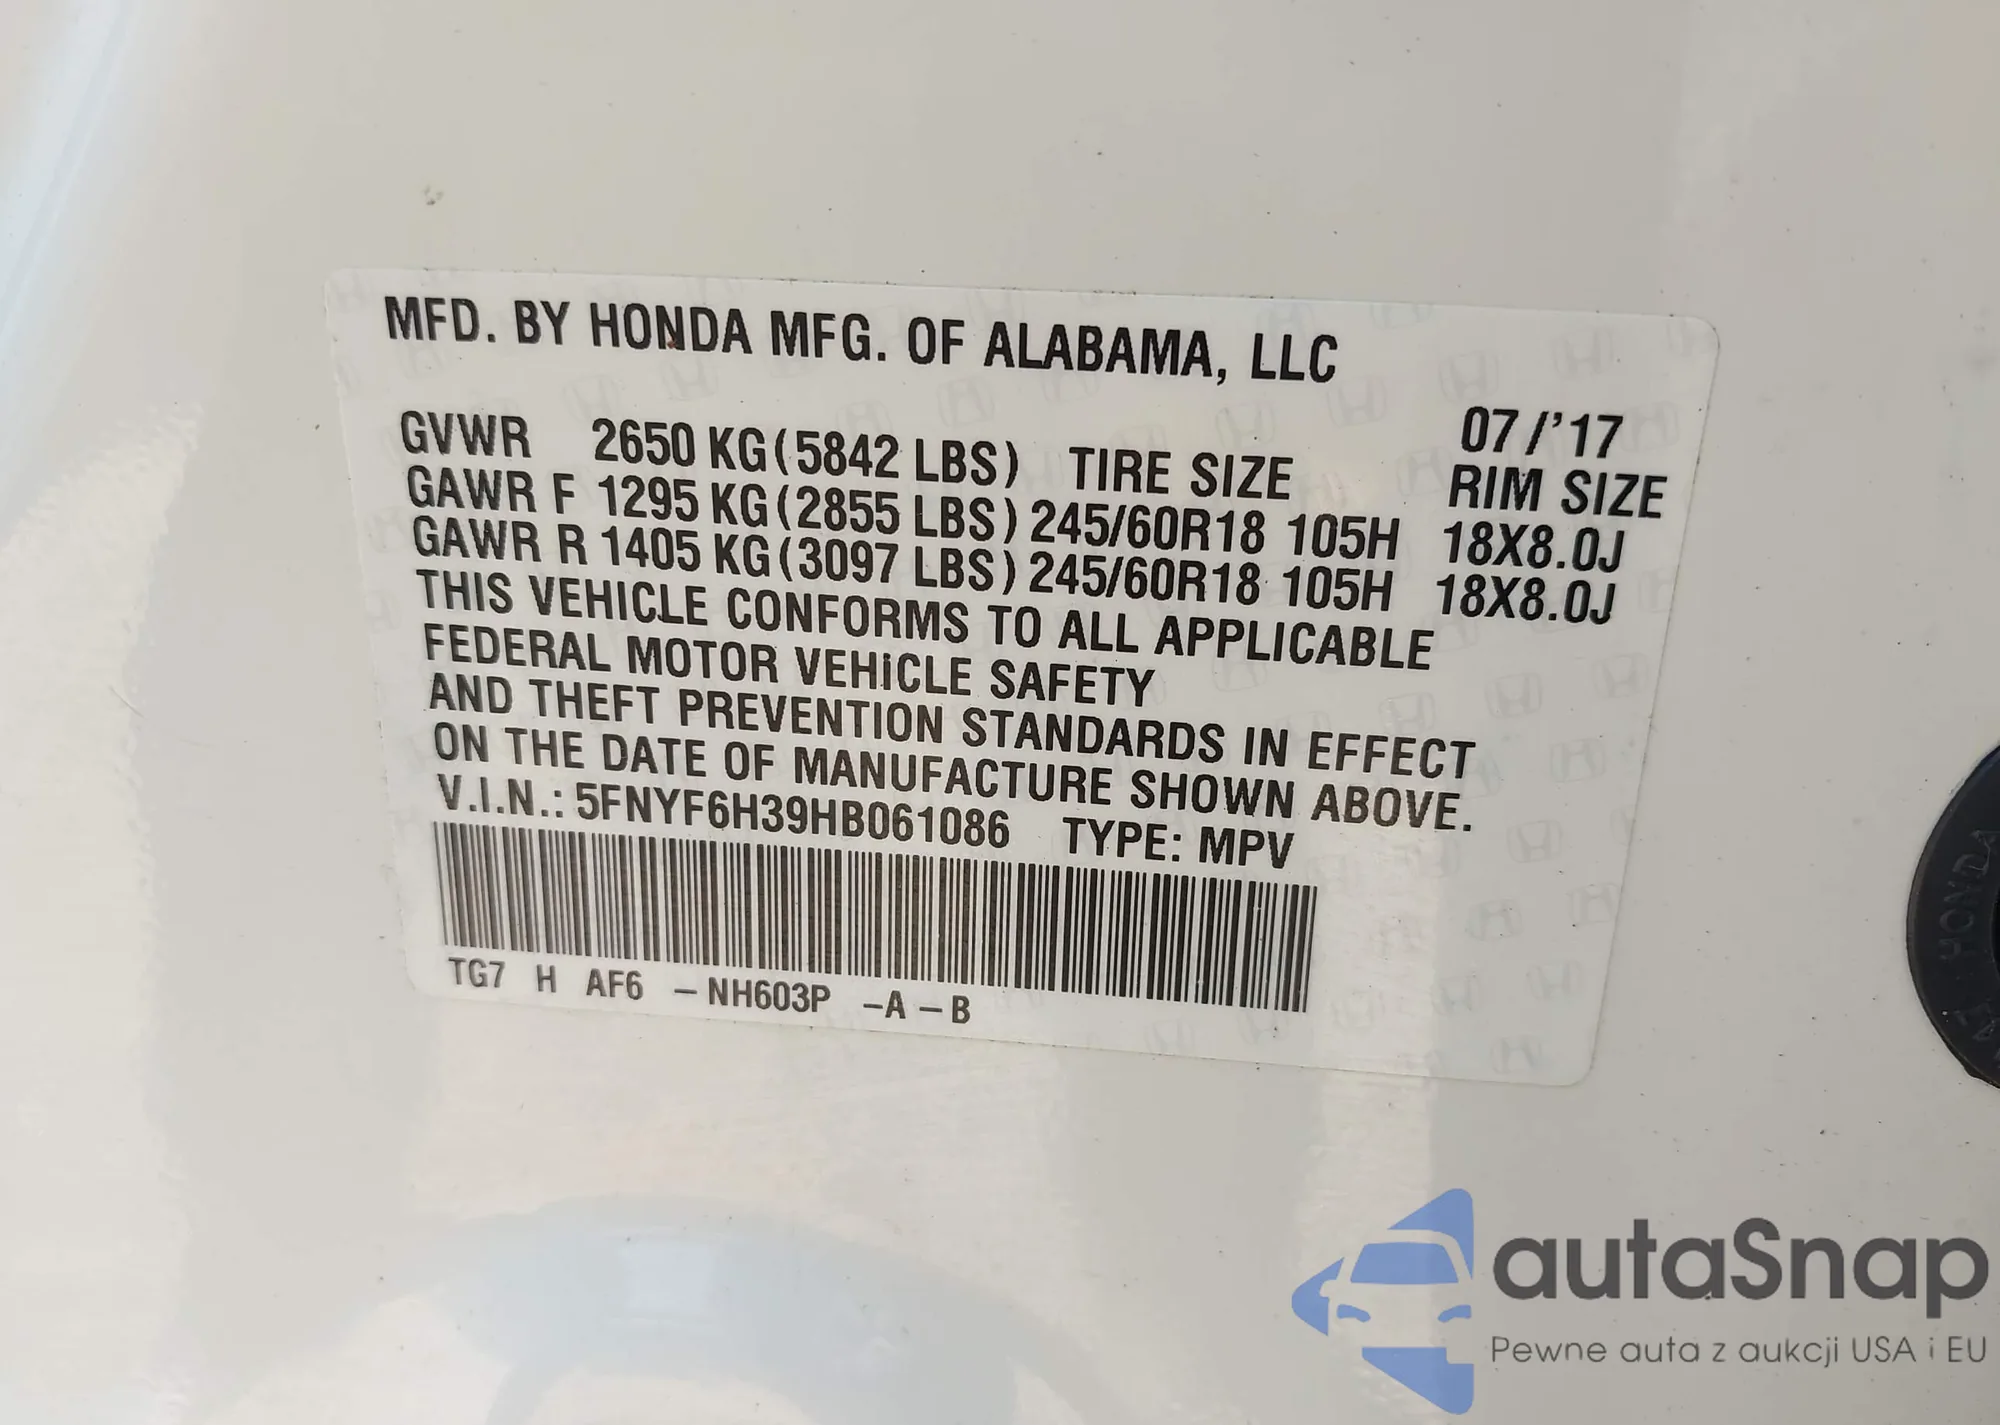 MFD. BY HONDA MFG. OF ALABAMA, LLC
07/'17
GVWR 2650 KG(5842 LBS) TIRE SIZE RIM SIZE
GAWR F 1295 KG(2855 LBS) 245/60R18 105H 18X8.0J
GAWR R 1405 KG(3097 LBS) 245/60R18 105H 18X8.0J
THIS VEHICLE CONFORMS TO ALL APPLICABLE
FEDERAL MOTOR VEHICLE SAFETY
AND THEFT PREVENTION STANDARDS IN EFFECT
ON THE DATE OF MANUFACTURE SHOWN ABOVE.
V.I.N.: 5FNYF6H39HB061086 TYPE: MPV
TG7 H AF6 -NH603P -A-B
HONDA
autaSnap
Pewne auta z aukcji USA i EU